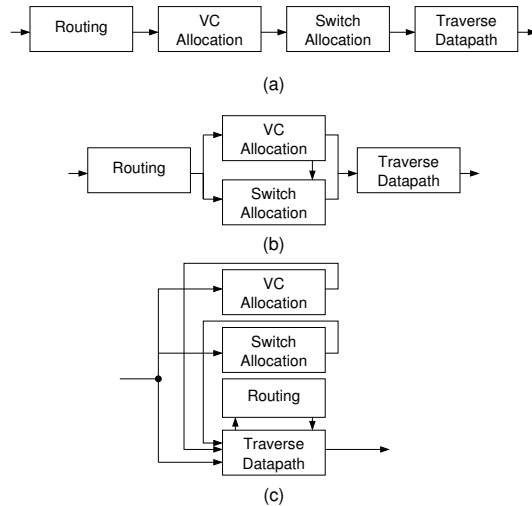 Routing
VC
Allocation
Switch
Allocation
Traverse
Datapath
(a)
Routing
VC
Allocation
Switch
Allocation
Traverse
Datapath
(b)
VC
Allocation
Switch
Allocation
Routing
Traverse
Datapath
(c)